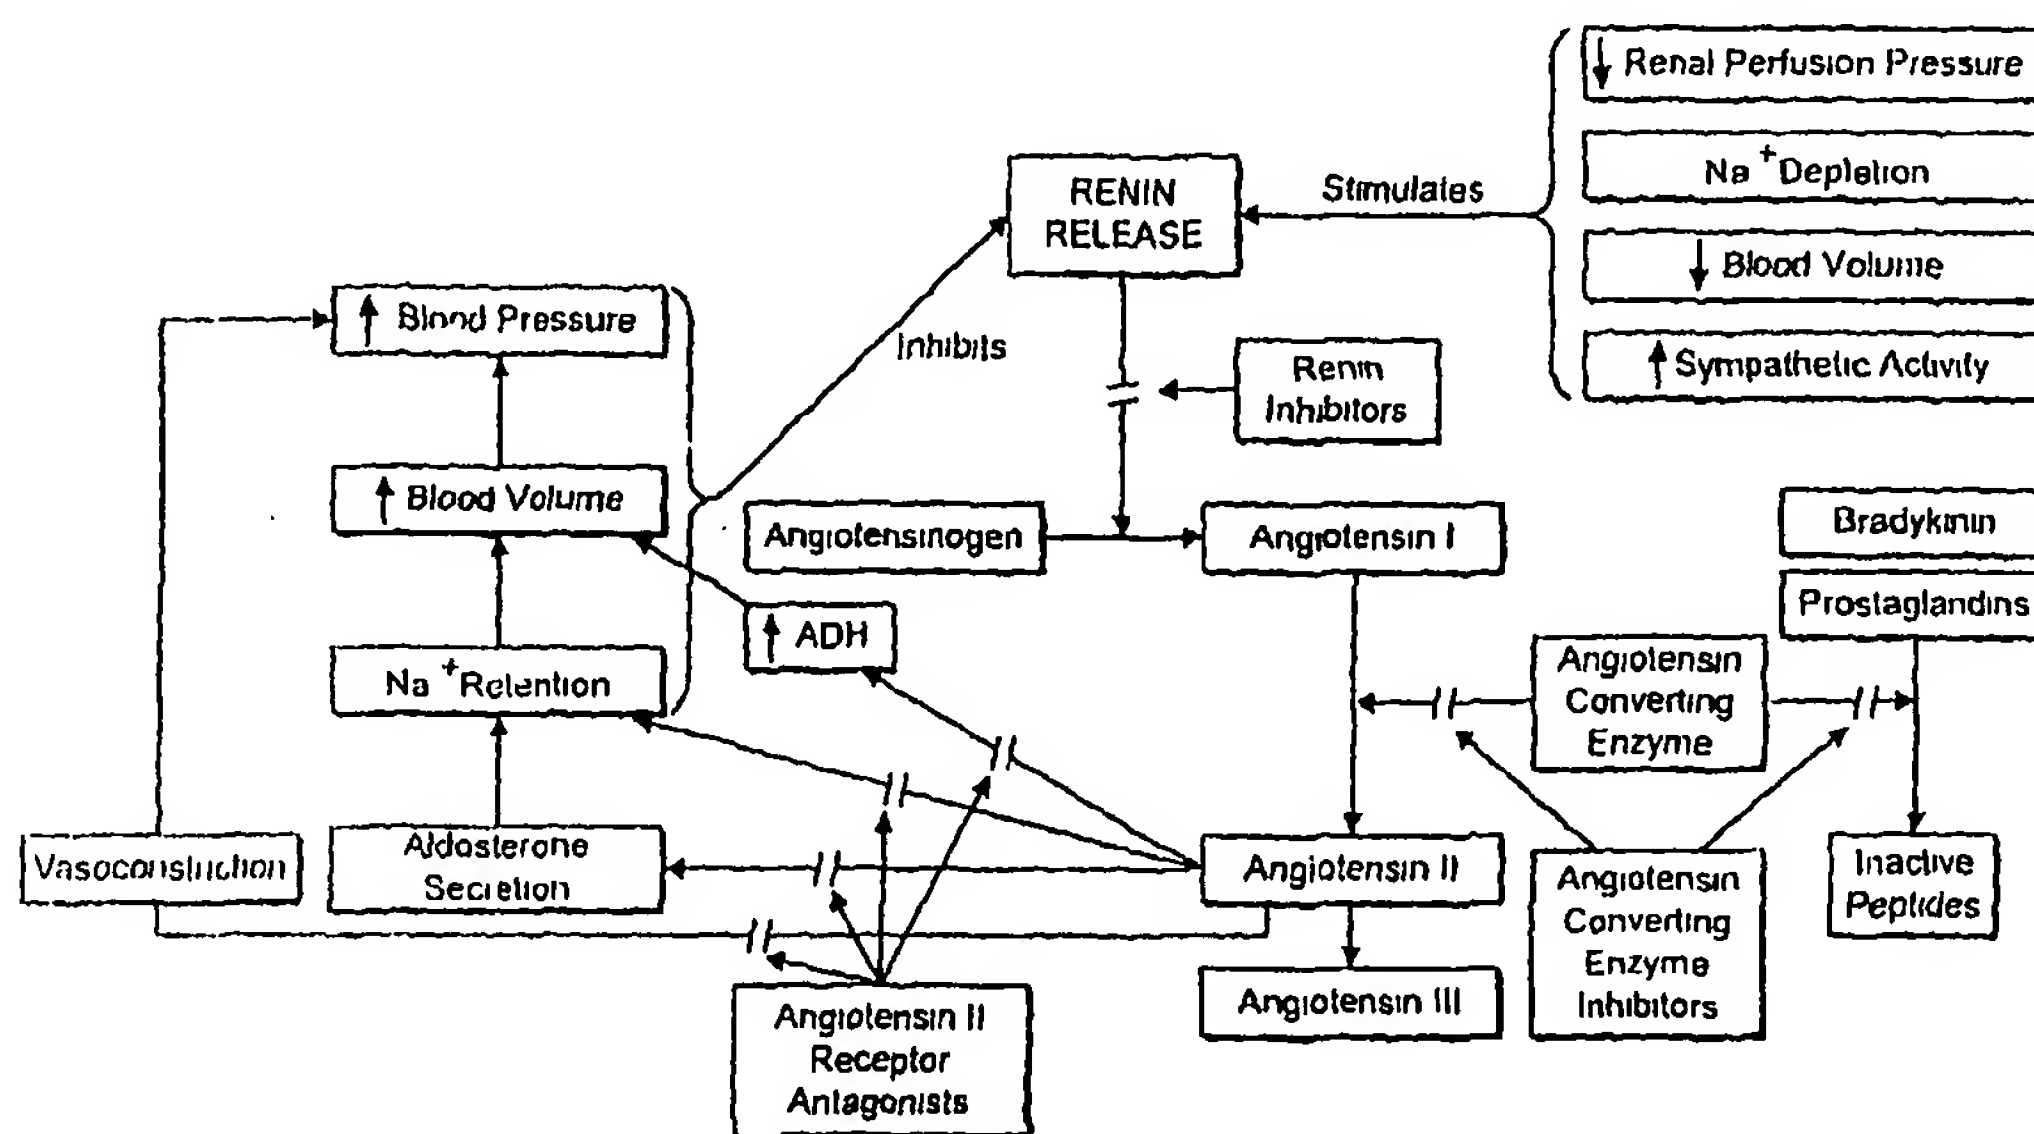 ↓ Renal Perfusion Pressure
Na⁺ Depletion
↓ Blood Volume
↑ Sympathetic Activity
Stimulates
RENIN
RELEASE
Inhibits
Renin
Inhibitors
↑ Blood Pressure
↑ Blood Volume
Na⁺ Retention
Aldosterone
Secretion
Vasoconstriction
Angiotensinogen
Angiotensin I
↑ ADH
Bradykinin
Prostaglandins
Angiotensin
Converting
Enzyme
Angiotensin II
Angiotensin III
Angiotensin
Converting
Enzyme
Inhibitors
Inactive
Peptides
Angiotensin II
Receptor
Antagonists